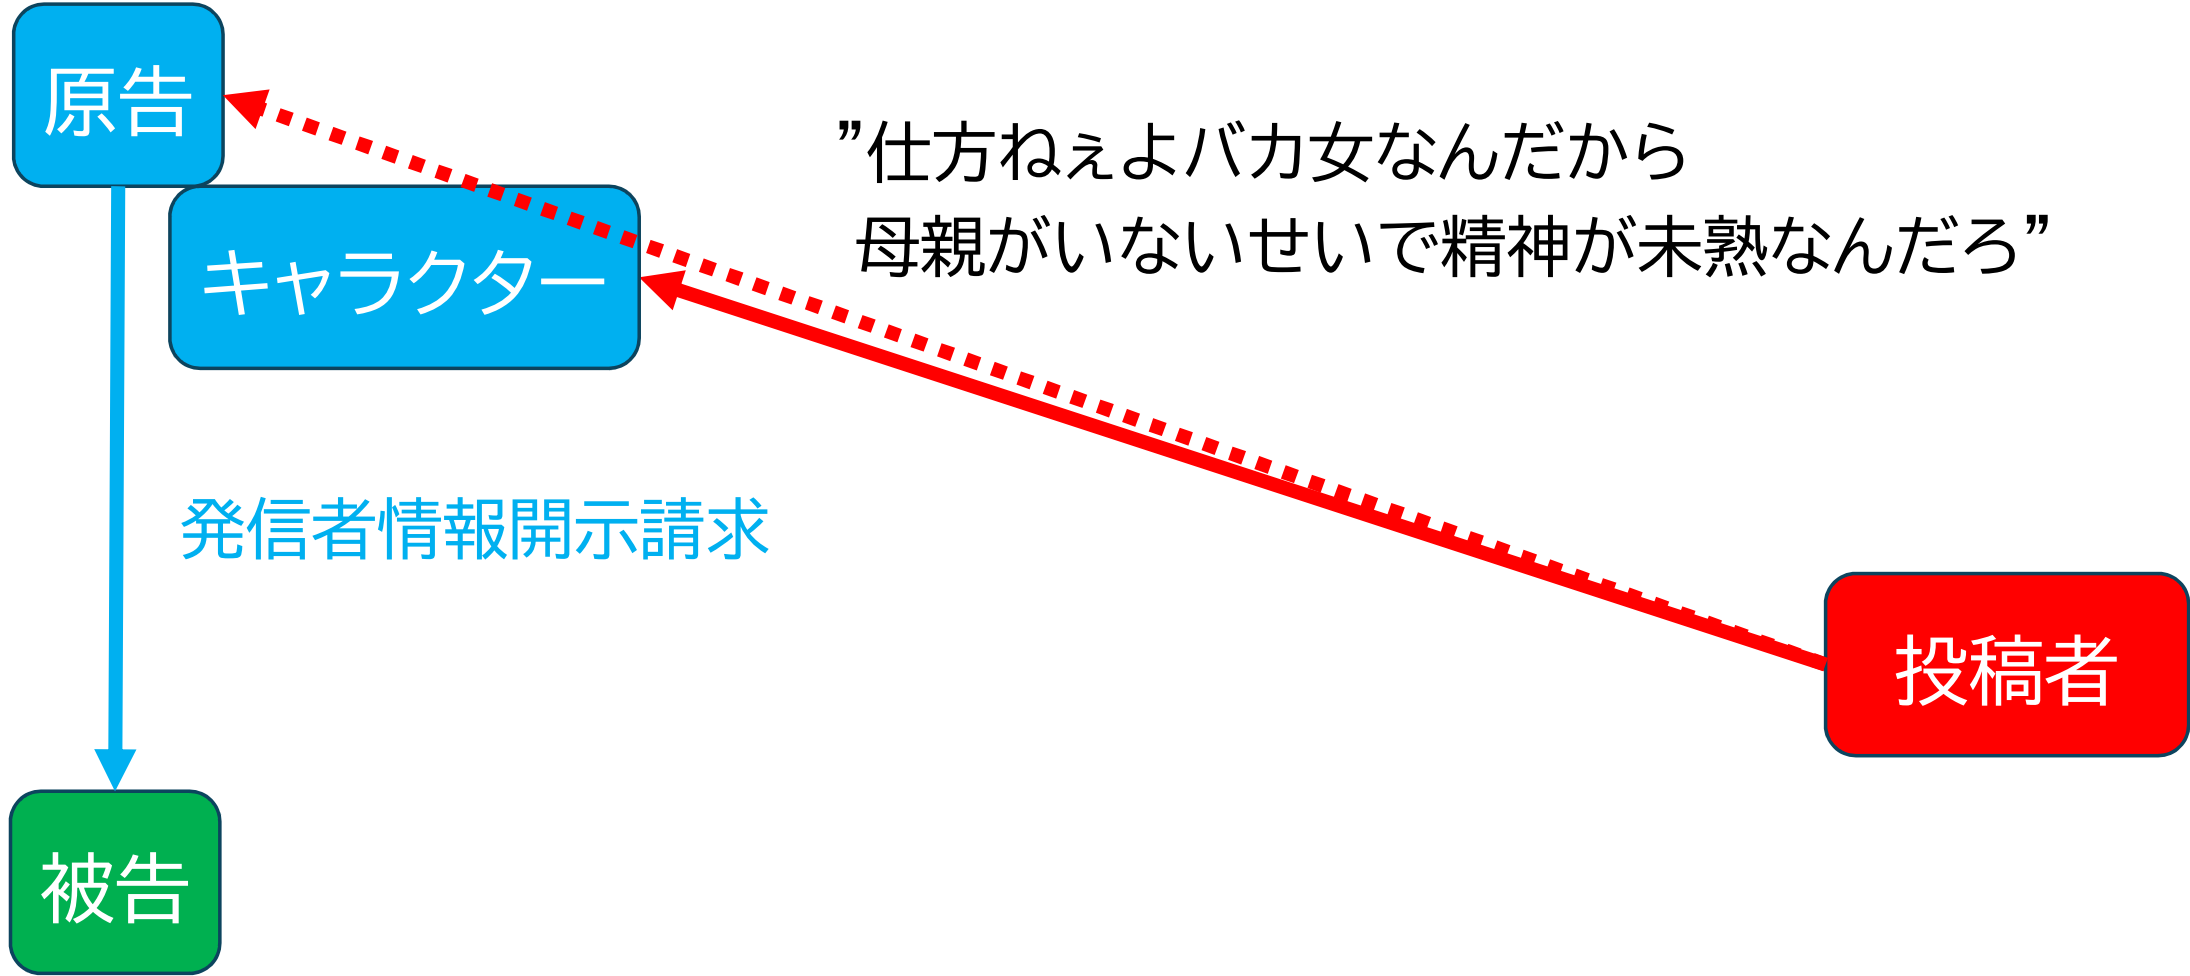 原告
”仕方ねぇよバカ女なんだから
母親がいないせいで精神が未熟なんだろ”
キャラクター
発信者情報開示請求
投稿者
被告